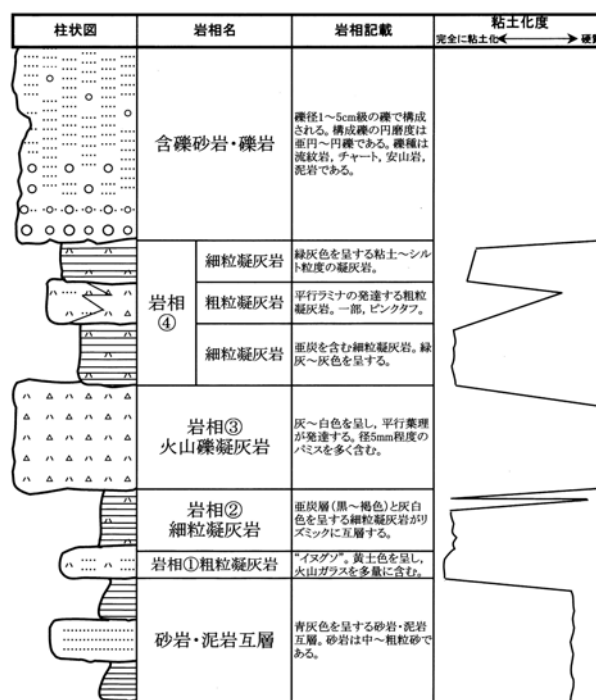 柱状図
岩相名
岩相記載
粘土化度
完全に粘土化
硬質
含礫砂岩・礫岩
礫径1～5cm級の礫で構成
される。構成礫の円磨度は
亜円～円礫である。礫種は
流紋岩，チャート，安山岩，
泥岩である。
岩相
④
細粒凝灰岩
緑灰色を呈する粘土～シル
ト粒度の凝灰岩。
粗粒凝灰岩
平行ラミナの発達する粗粒
凝灰岩。一部，ピンクタフ。
細粒凝灰岩
亜炭を含む細粒凝灰岩。緑
灰～灰色を呈する。
岩相③
火山礫凝灰岩
灰～白色を呈し，平行葉理
が発達する。径5mm程度の
パミスを多く含む。
岩相②
細粒凝灰岩
亜炭層（黒～褐色）と灰白
色を呈する細粒凝灰岩がリ
ズミックに互層する。
岩相①粗粒凝灰岩
“イヌグソ”。黄土色を呈し，
火山ガラスを多量に含む。
砂岩・泥岩互層
青灰色を呈する砂岩・泥岩
互層。砂岩は中～粗粒砂で
ある。